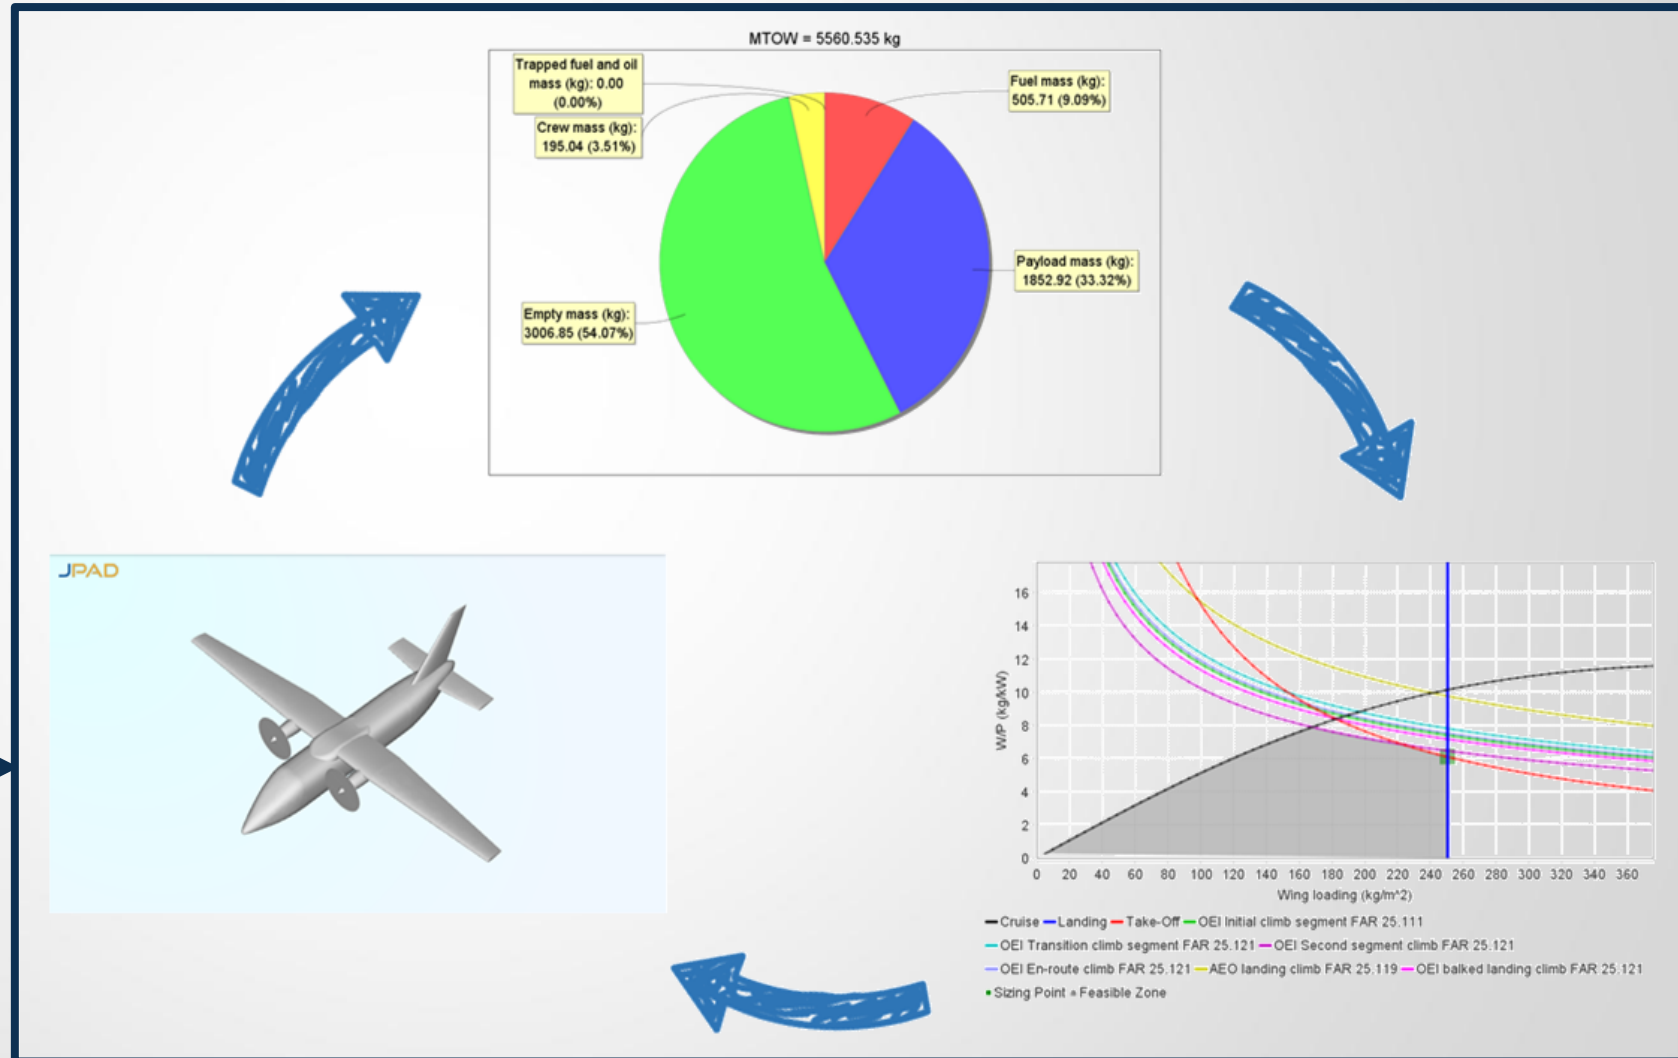 MTOW = 5560.535 kg
Trapped fuel and oil
mass (kg): 0.00
(0.00%)
Fuel mass (kg):
505.71 (9.09%)
Crew mass (kg):
195.04 (3.51%)
Payload mass (kg):
1852.92 (33.32%)
Empty mass (kg):
3006.85 (54.07%)
JPAD
W/P (kg/kW)
16
14
12
10
8
6
4
2
0
0 20 40 60 80 100 120 140 160 180 200 220 240 260 280 300 320 340 360
Wing loading (kg/m^2)
Cruise Landing Take-Off OEI Initial climb segment FAR 25.111
OEI Transition climb segment FAR 25.121 OEI Second segment climb FAR 25.121
OEI En-route climb FAR 25.121 AEO landing climb FAR 25.119 OEI balked landing climb FAR 25.121
Sizing Point Feasible Zone